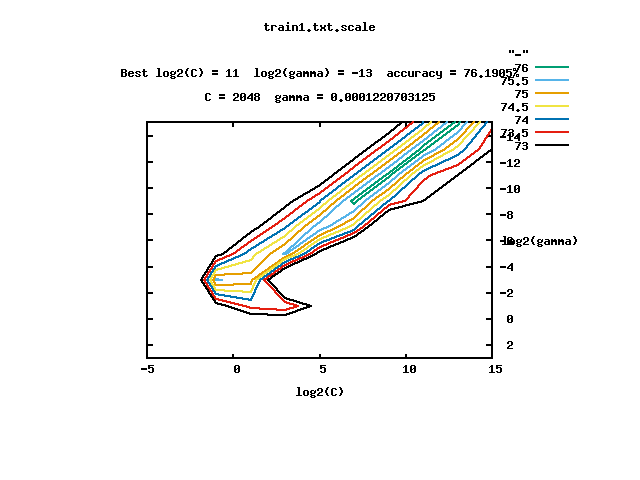 train1.txt.scale
"-"
Best log2(C) = 11  log2(gamma) = -13  accuracy = 76.1905%
76
75.5
C = 2048  gamma = 0.0001220703125
75
74.5
74
73.5
73
-14
-12
-10
-8
-6
log2(gamma)
-4
-2
0
2
-5 0 5 10 15
log2(C)